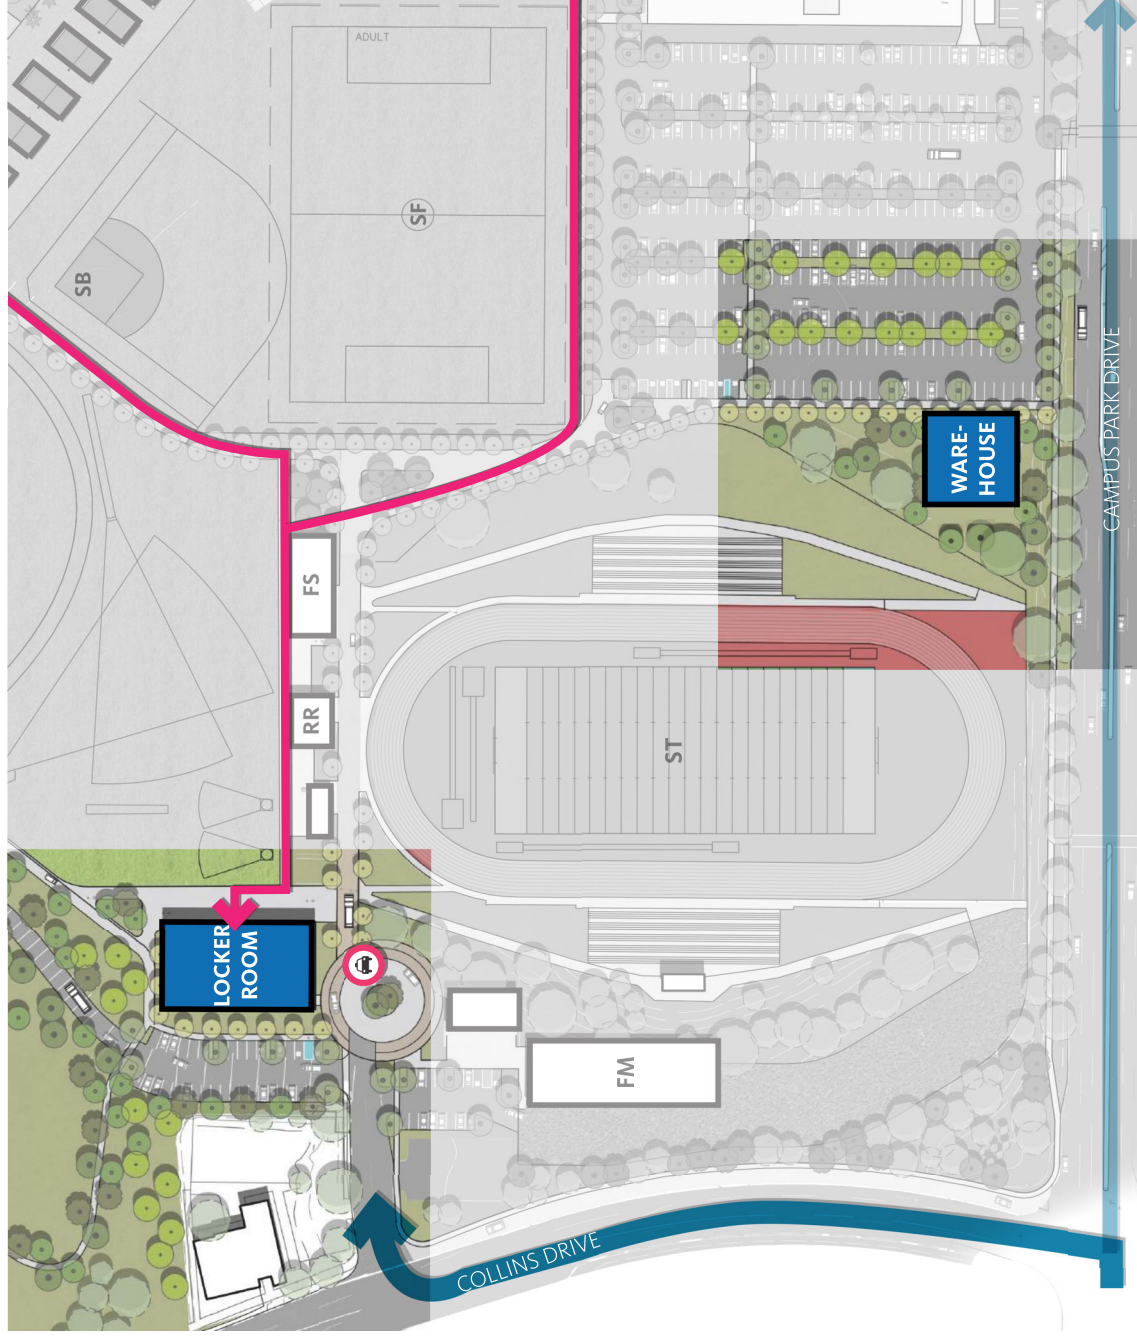 ADULT
SF
SB
CAMPUS PARK DRIVE
WARE-
HOUSE
FS
RR
ST
LOCKER
ROOM
FM
COLLINS DRIVE